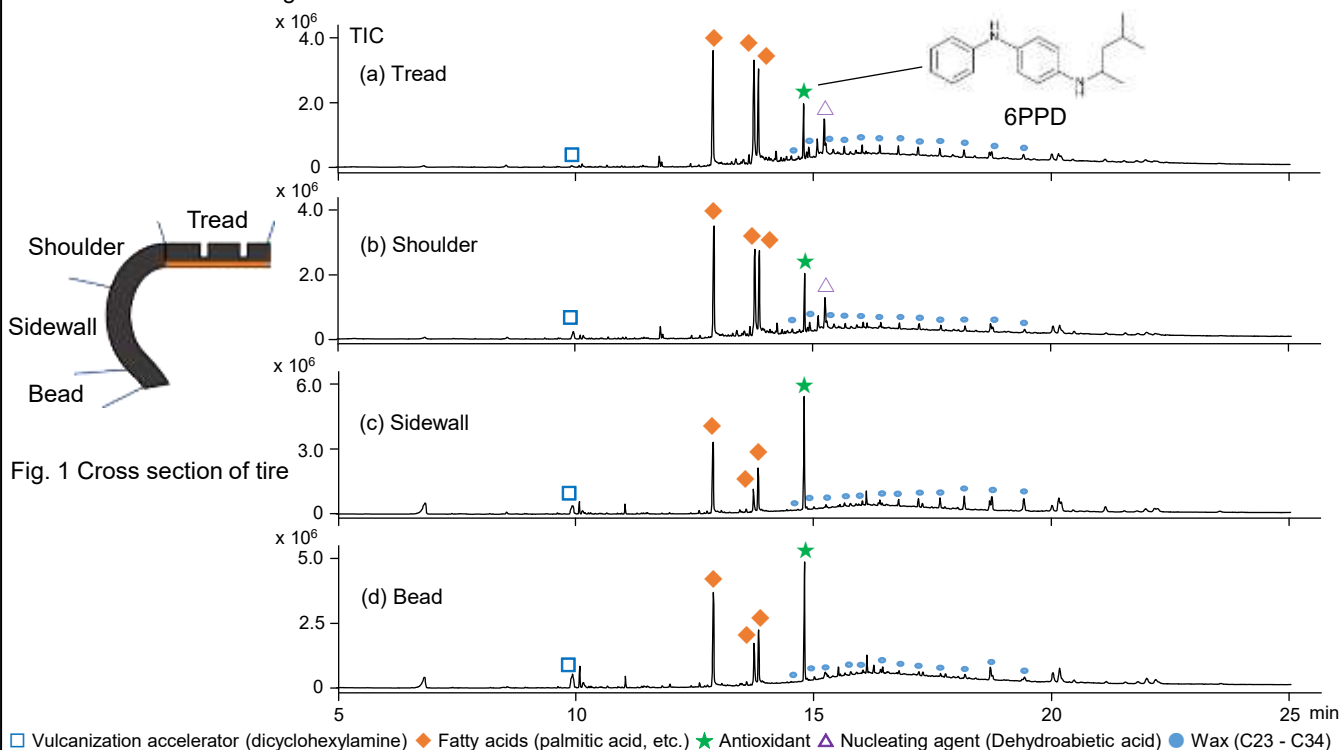 x 10⁶
TIC
4.0
(a) Tread
2.0
0
H
N
N
H
6PPD
x 10⁶
4.0
(b) Shoulder
2.0
0
x 10⁶
6.0
(c) Sidewall
3.0
0
x 10⁶
5.0
(d) Bead
2.5
0
5 10 15 20 25 min
Tread
Shoulder
Sidewall
Bead
Fig. 1 Cross section of tire
Vulcanization accelerator (dicyclohexylamine) Fatty acids (palmitic acid, etc.) Antioxidant Nucleating agent (Dehydroabietic acid) Wax (C23 - C34)